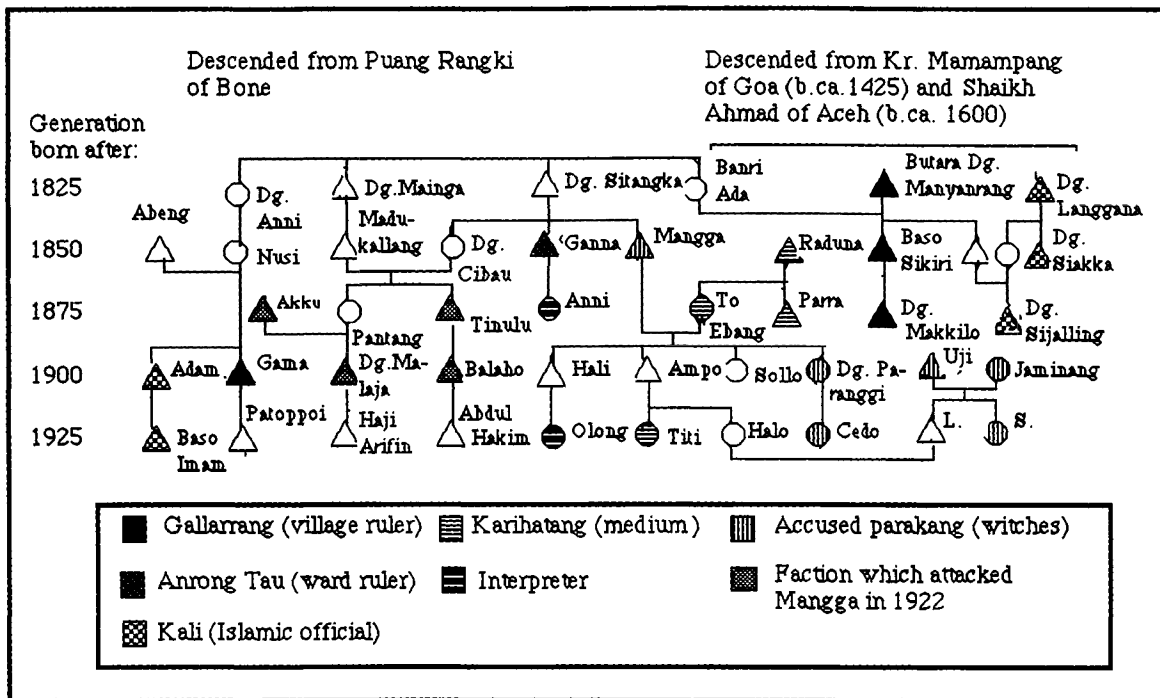 Descended from Puang Rangki
of Bone
Descended from Kr. Mamampang
of Goa (b.ca.1425) and Shaikh
Ahmad of Aceh (b.ca. 1600)
Generation
born after:
1825
Dg.
Anni
Dg.Mainga
Dg. Sitangka
Banri
Ada
Butara Dg.
Manyanrang
Dg.
Langgana
Abeng
1850
Nusi
Madu-
kallang
Dg.
Cibau
'Ganna
Mangga
Raduna
Baso
Sikiri
Dg.
Siakka
1875
Akku
Pantang
Tinulu
Anni
To
Ebang
Parra
Dg.
Makkilo
Dg.
Sijalling
1900
Adam
Gama
Dg.Ma-
laja
Balaho
Hali
Ampo
Sollo
Dg. Pa-
ranggi
Uji
Jaminang
1925
Baso
Imam
Patoppoi
Haji
Arifin
Abdul
Hakim
Olong
Titi
Halo
Cedo
L.
S.
Gallarrang (village ruler)
Karihatang (medium)
Accused parakang (witches)
Anrong Tau (ward ruler)
Interpreter
Faction which attacked
Mangga in 1922
Kali (Islamic official)